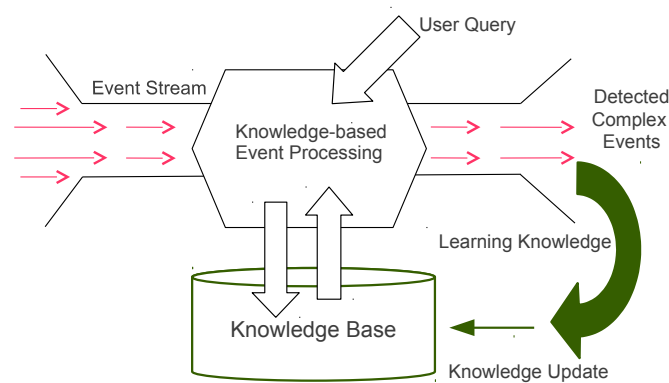 User Query
Event Stream
Detected
Complex
Events
Knowledge-based
Event Processing
Learning Knowledge
Knowledge Base
Knowledge Update